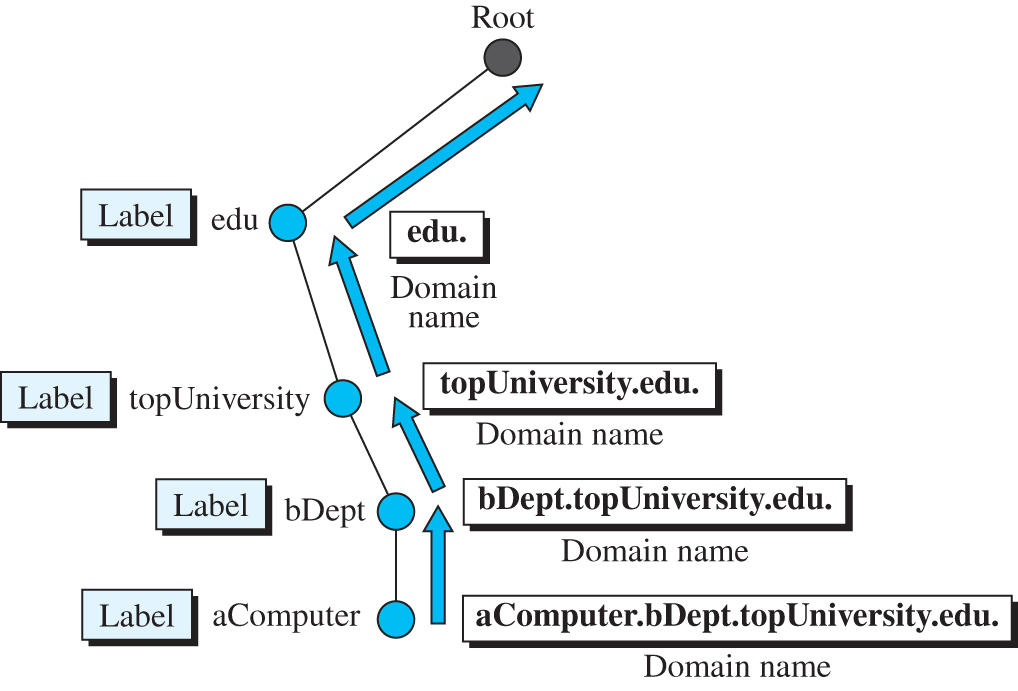 Root
Label
edu
edu.
Domain
name
Label
topUniversity
topUniversity.edu.
Domain name
Label
bDept
bDept.topUniversity.edu.
Domain name
Label
aComputer
aComputer.bDept.topUniversity.edu.
Domain name